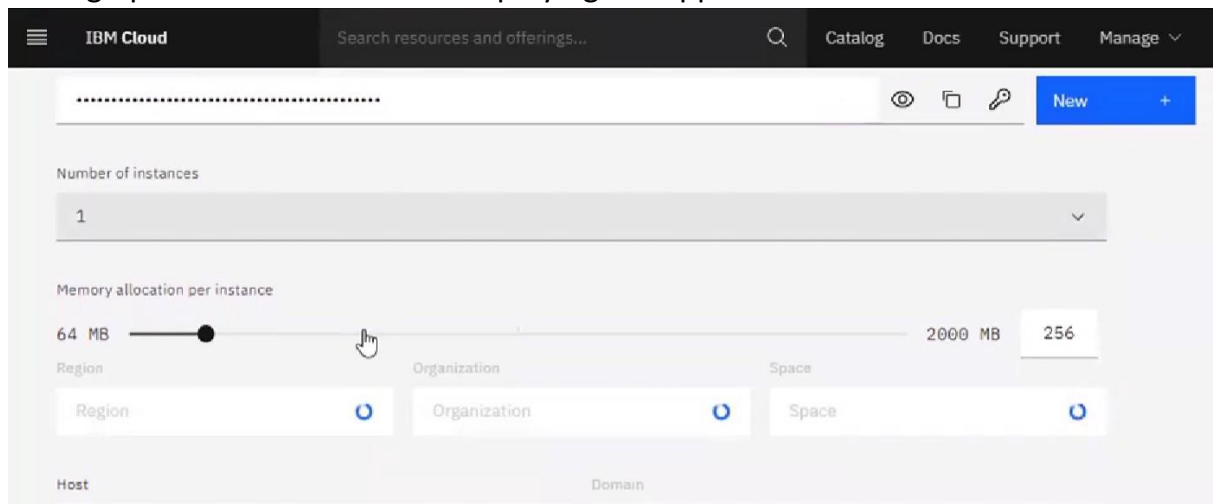 IBM Cloud Search resources and offerings... Catalog Docs Support Manage
•••••••••••••••••••••••••••••••••••••••••••• New +
Number of instances
1
Memory allocation per instance
64 MB 2000 MB 256
Region Organization Space
Region Organization Space
Host Domain